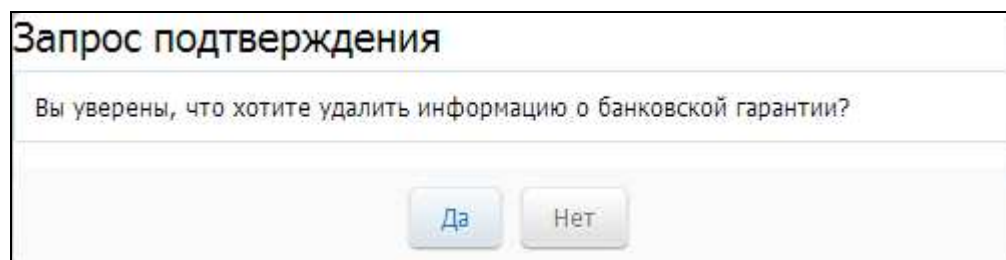 Запрос подтверждения
Вы уверены, что хотите удалить информацию о банковской гарантии?
Да Нет